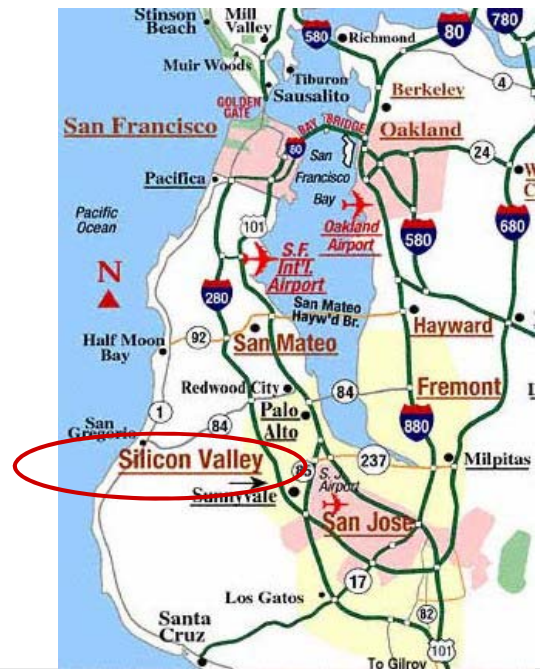 Stinson
Beach
Mill
Valley
580
Richmond
80
780
Muir Woods
Tiburon
Sausalito
4
Berkeley
GOLDEN
GATE
San Francisco
BAY BRIDGE
Oakland
80
San
Francisco
Bay
24
W
C
Pacifica
Pacific
Ocean
101
Oakland
Airport
580
680
S.F.
Int'l.
Airport
N
280
San Mateo
Hayw'd Br.
Hayward
Half Moon
Bay
92
San Mateo
Redwood City
84
Fremont
1
Palo
Alto
880
San
Gregorio
84
Silicon Valley
85
237
Milpitas
S.J.
Airport
Sunnyvale
San Jose
17
Los Gatos
82
Santa
Cruz
101
To Gilroy